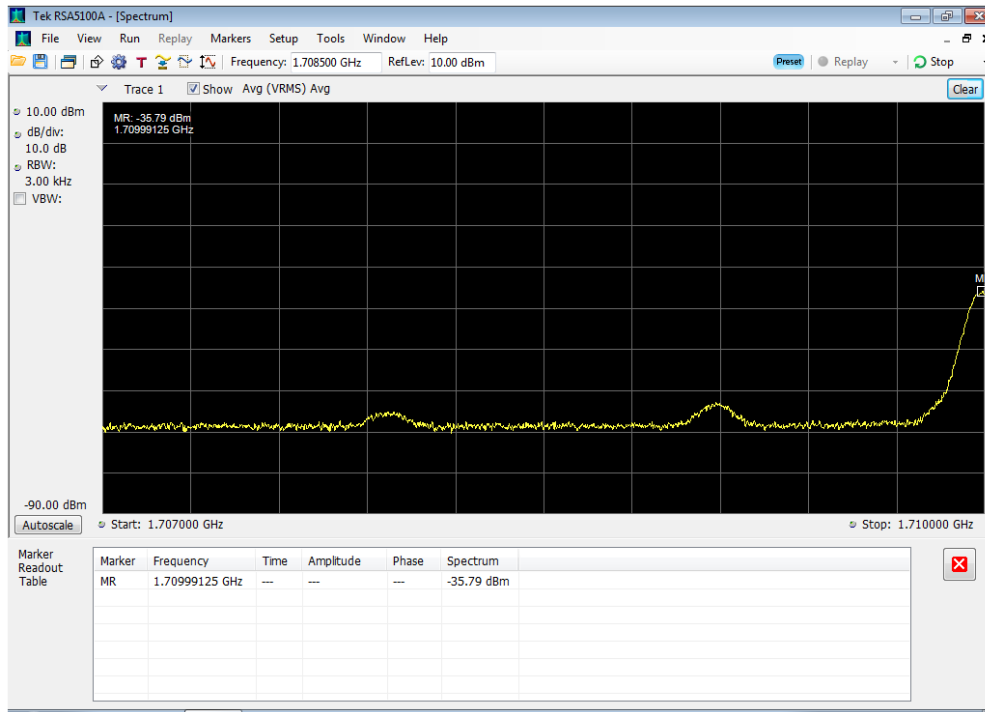 Tek RSA5100A - [Spectrum]
File View Run Replay Markers Setup Tools Window Help
T Frequency: 1.708500 GHz RefLev: 10.00 dBm Preset Replay Stop
Trace 1 Show Avg (VRMS) Avg Clear
10.00 dBm
dB/div:
10.0 dB
RBW:
3.00 kHz
VBW:
MR: -35.79 dBm
1.70999125 GHz
M
-90.00 dBm
Autoscale Start: 1.707000 GHz Stop: 1.710000 GHz
Marker
Readout
Table
Marker Frequency Time Amplitude Phase Spectrum
MR 1.70999125 GHz --- --- --- -35.79 dBm